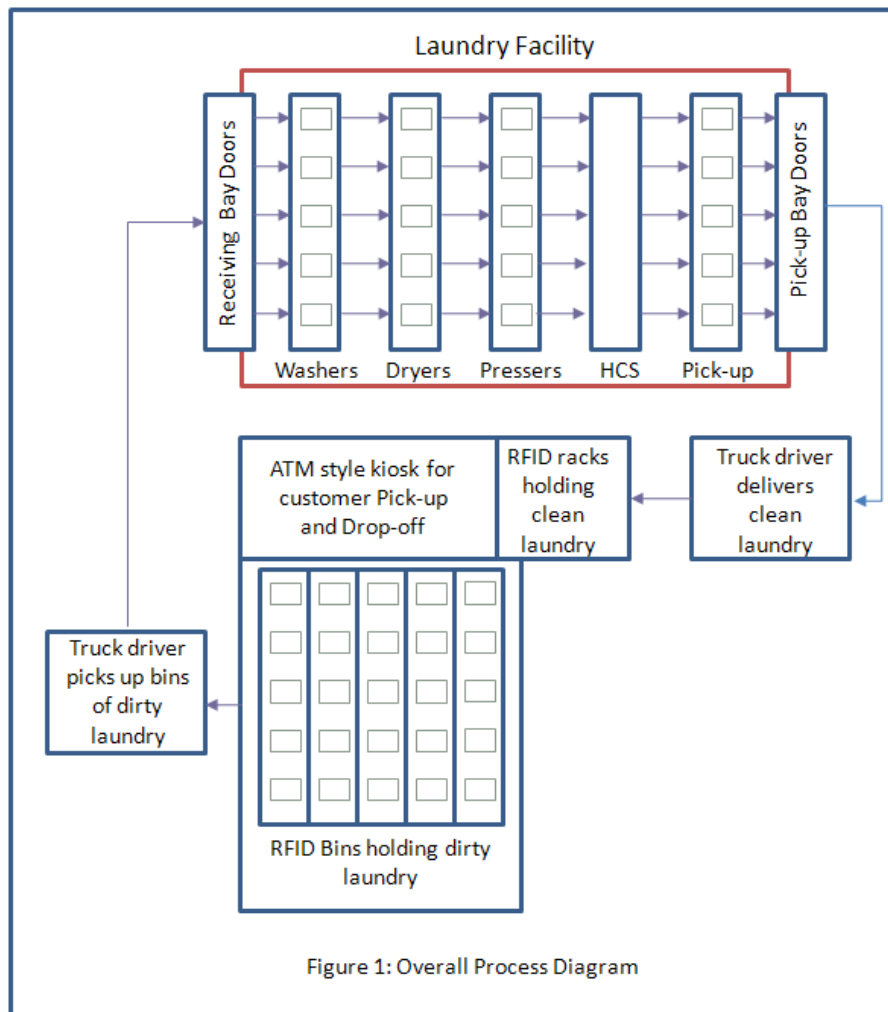 Laundry Facility
Receiving Bay Doors
Pick-up Bay Doors
Washers
Dryers
Pressers
HCS
Pick-up
ATM style kiosk for
customer Pick-up
and Drop-off
RFID racks
holding
clean
laundry
Truck driver
delivers
clean
laundry
Truck driver
picks up bins
of dirty
laundry
RFID Bins holding dirty
laundry
Figure 1: Overall Process Diagram